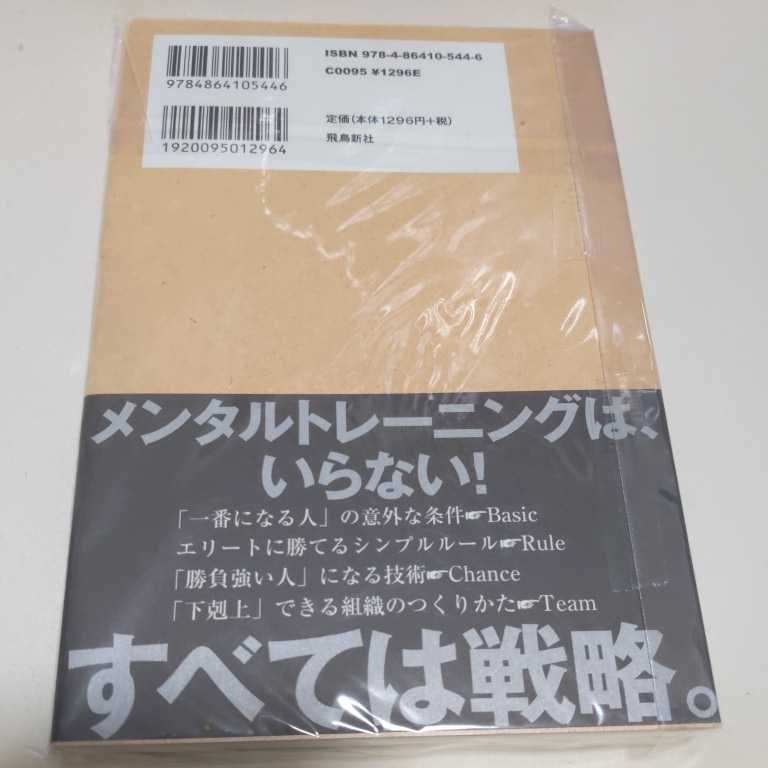 ISBN 978-4-86410-544-6
C0095 ¥1296E
9784864105446
定価(本体1296円+税)
飛鳥新社
1920095012964
メンタルトレーニングは、
いらない!
「一番になる人」の意外な条件☞Basic
エリートに勝てるシンプルルール☞Rule
「勝負強い人」になる技術☞Chance
「下剋上」できる組織のつくりかた☞Team
すべては戦略。